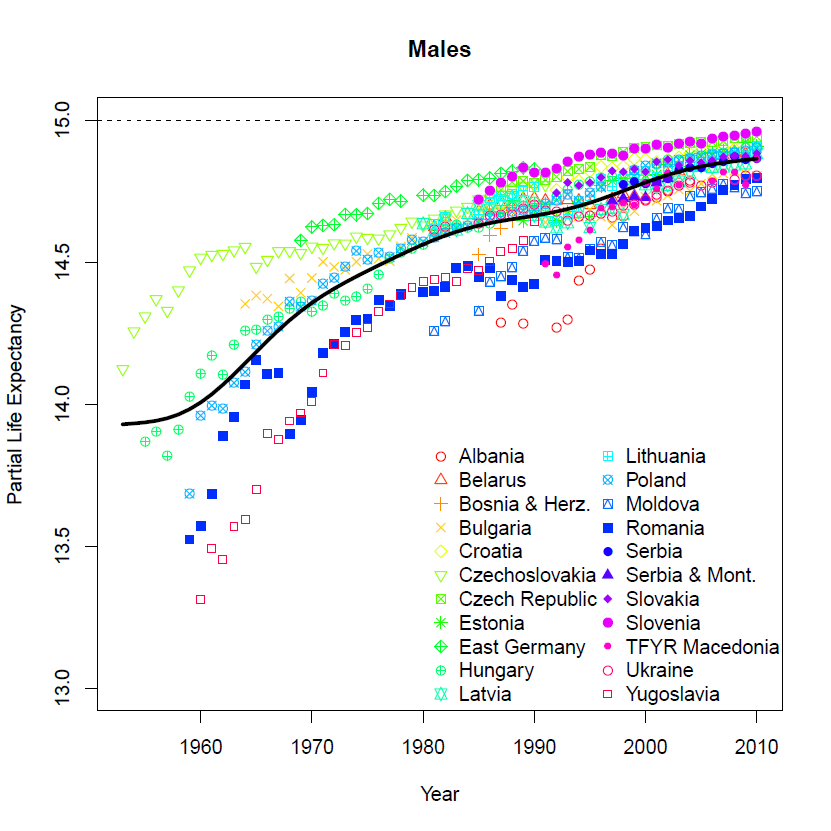 Males
Partial Life Expectancy
15.0
14.5
14.0
13.5
13.0
Albania
Belarus
Bosnia & Herz.
Bulgaria
Croatia
Czechoslovakia
Czech Republic
Estonia
East Germany
Hungary
Latvia
Lithuania
Poland
Moldova
Romania
Serbia
Serbia & Mont.
Slovakia
Slovenia
TFYR Macedonia
Ukraine
Yugoslavia
1960 1970 1980 1990 2000 2010
Year